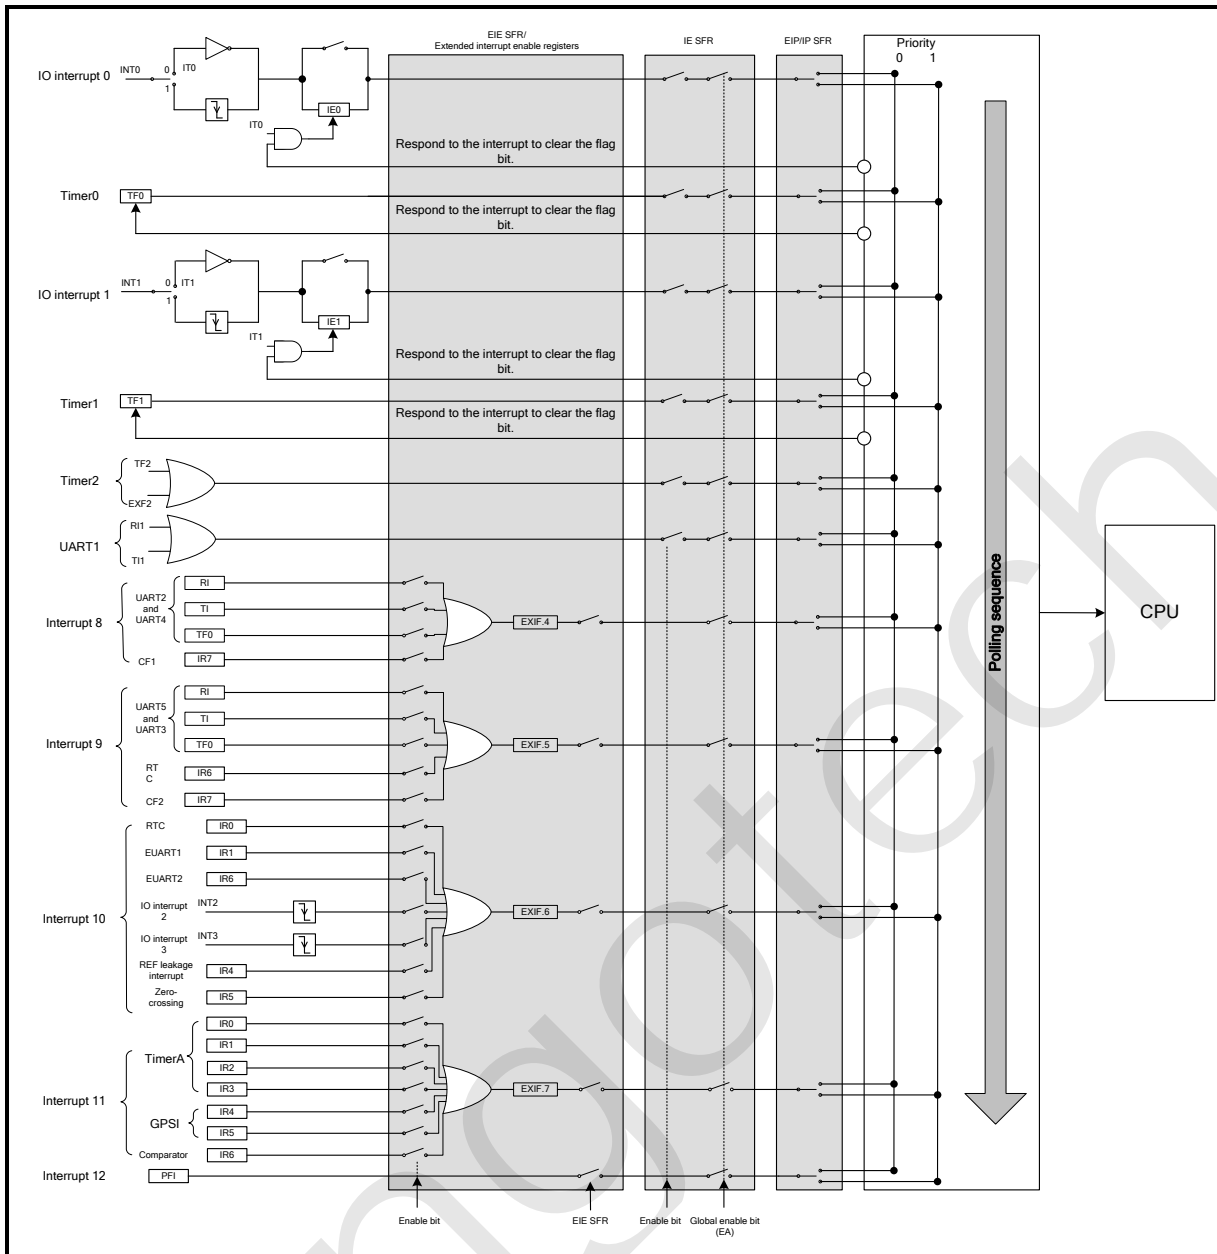 EIE SFR/
Extended interrupt enable registers
IE SFR
EIP/IP SFR
Priority
0 1
IO interrupt 0
INT0
0
IT0
1
IE0
IT0
Respond to the interrupt to clear the flag
bit.
Timer0
TF0
Respond to the interrupt to clear the flag
bit.
IO interrupt 1
INT1
0
IT1
1
IE1
IT1
Respond to the interrupt to clear the flag
bit.
Timer1
TF1
Respond to the interrupt to clear the flag
bit.
Timer2
TF2
EXF2
UART1
RI1
TI1
Interrupt 8
UART2
and
UART4
RI
TI
TF0
CF1
IR7
EXIF.4
Interrupt 9
UART5
and
UART3
RI
TI
TF0
RT
C
IR6
CF2
IR7
EXIF.5
Interrupt 10
RTC
IR0
EUART1
IR1
EUART2
IR6
IO interrupt
2
INT2
IO interrupt
3
INT3
REF leakage
interrupt
IR4
Zero-
crossing
IR5
EXIF.6
Interrupt 11
TimerA
IR0
IR1
IR2
IR3
GPSI
IR4
IR5
Comparator
IR6
EXIF.7
Interrupt 12
PFI
Enable bit
EIE SFR
Enable bit
Global enable bit
(EA)
Polling sequence
CPU
ngotech